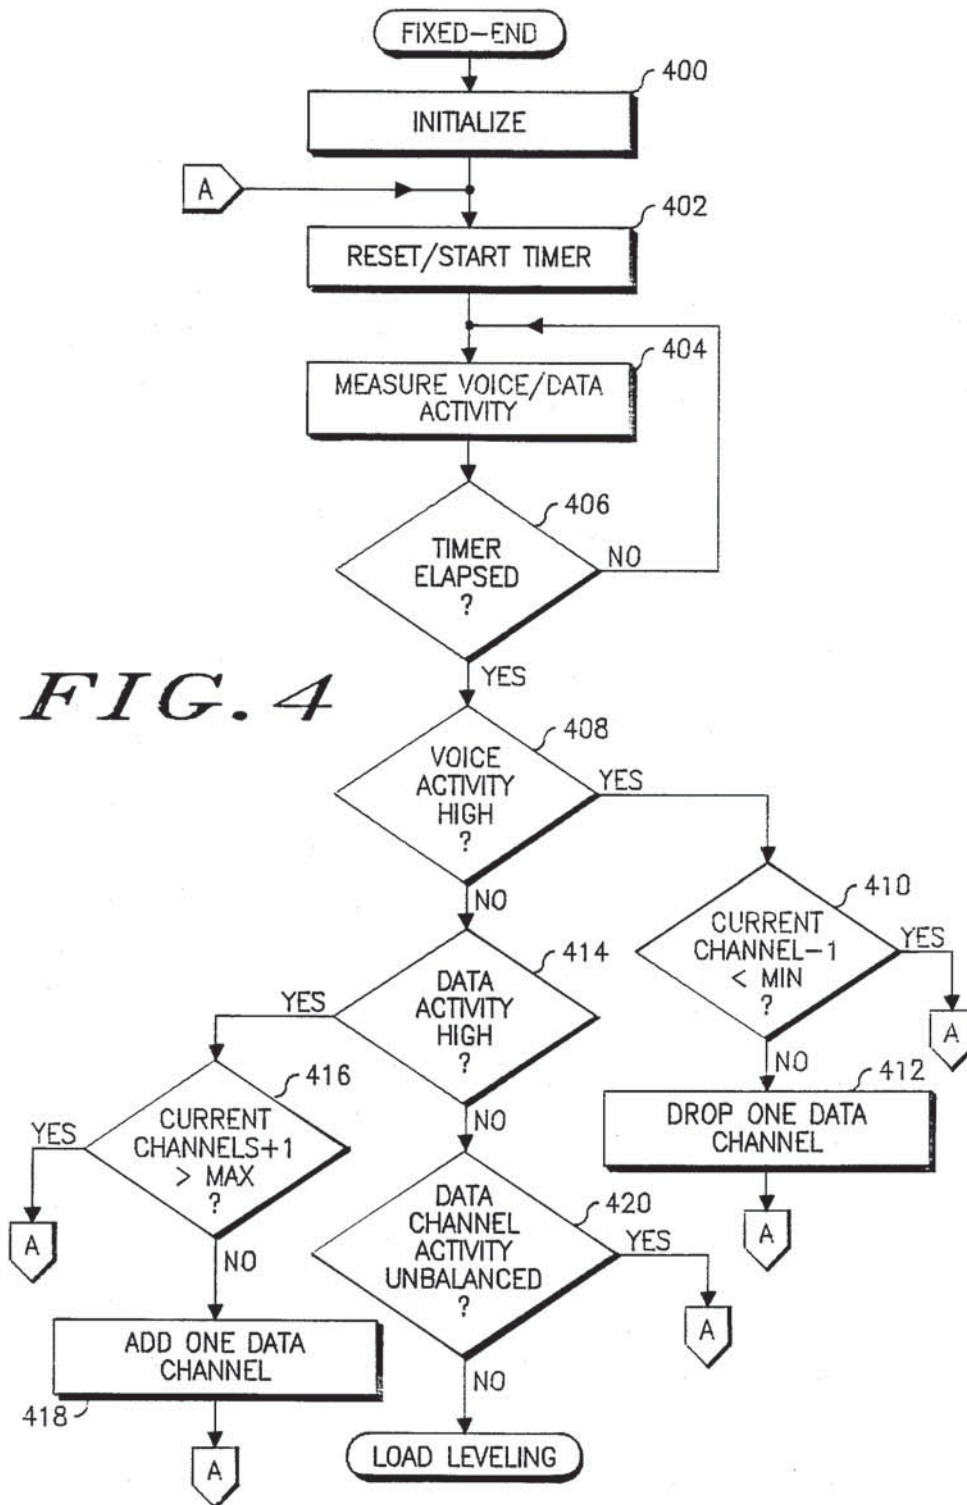 FIXED-END
400
INITIALIZE
A
402
RESET/START TIMER
404
MEASURE VOICE/DATA
ACTIVITY
406
TIMER
ELAPSED
?
NO
YES
FIG. 4
408
VOICE
ACTIVITY
HIGH
?
YES
NO
410
CURRENT
CHANNEL-1
< MIN
?
YES
A
NO
412
DROP ONE DATA
CHANNEL
A
414
DATA
ACTIVITY
HIGH
?
YES
NO
416
CURRENT
CHANNELS+1
> MAX
?
YES
A
NO
ADD ONE DATA
CHANNEL
418
A
420
DATA
CHANNEL
ACTIVITY
UNBALANCED
?
YES
A
NO
LOAD LEVELING